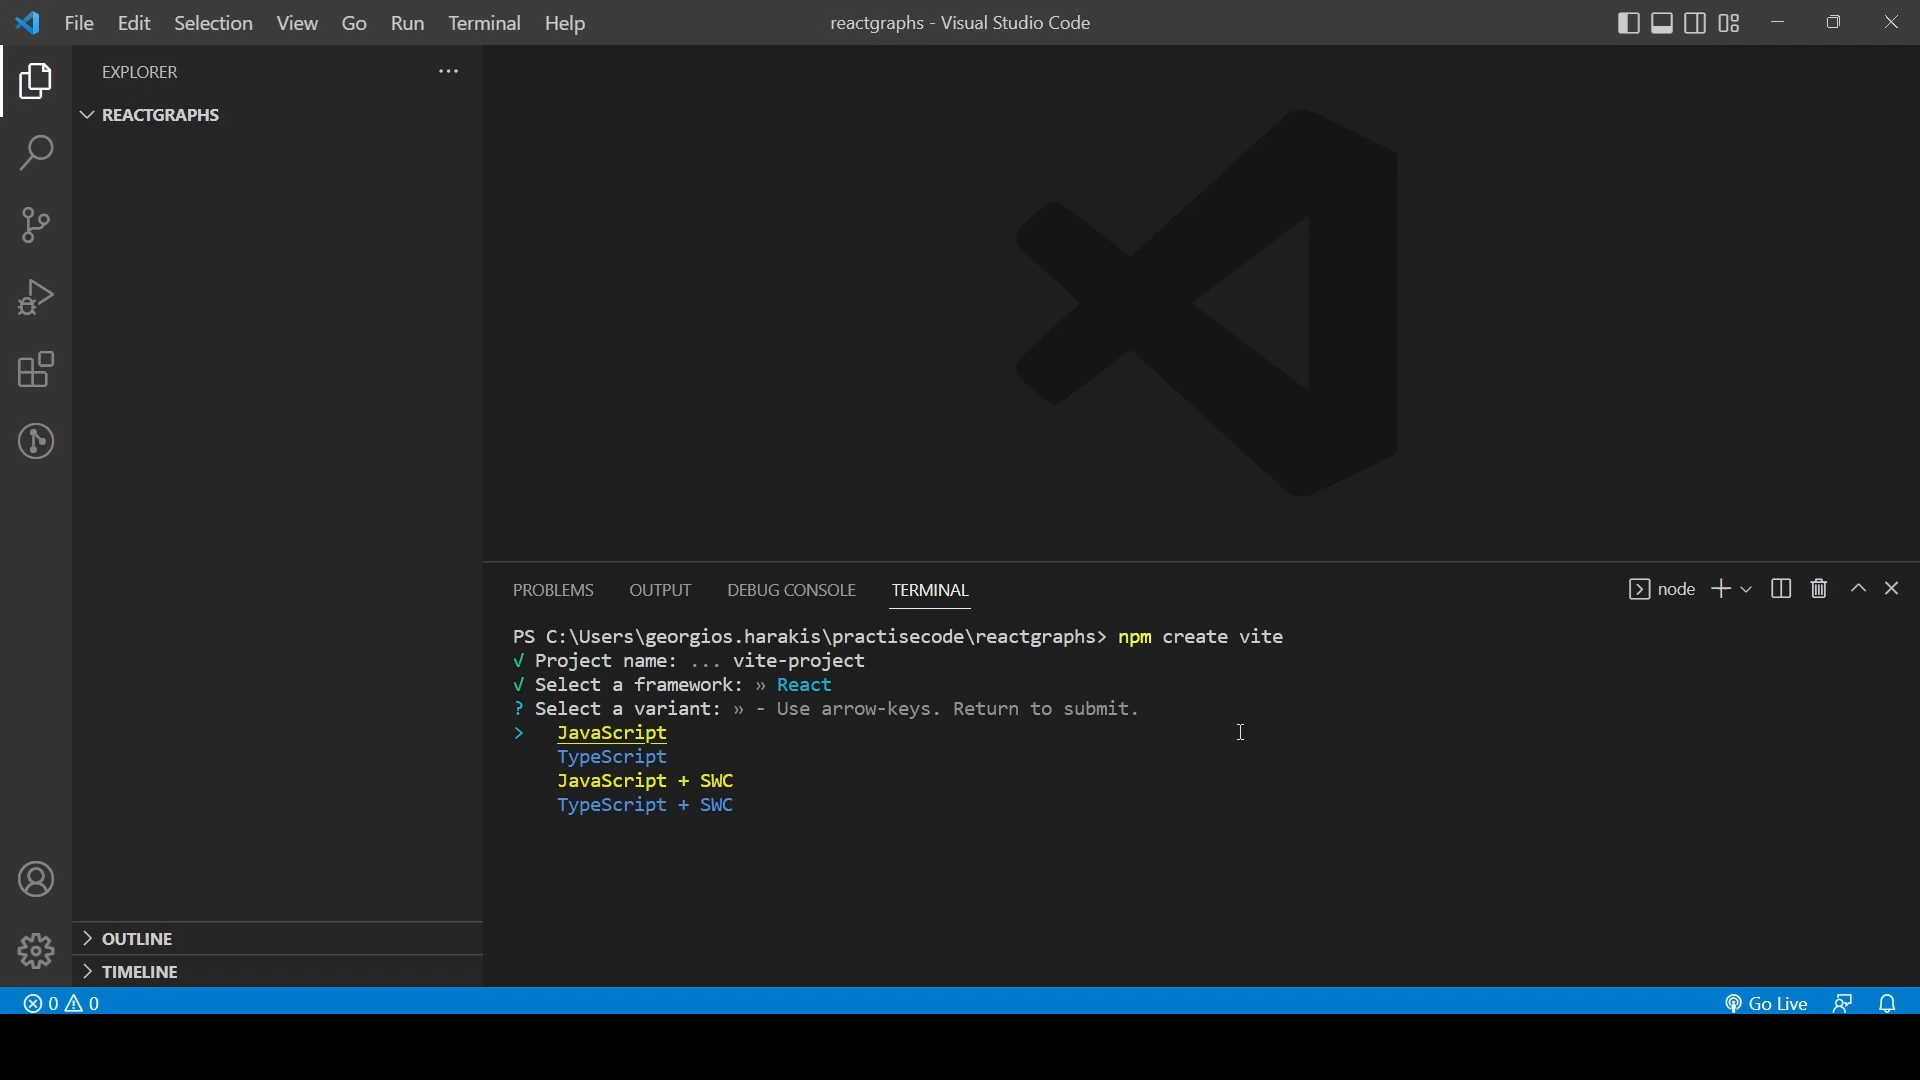 File Edit Selection View Go Run Terminal Help
reactgraphs - Visual Studio Code
EXPLORER
REACTGRAPHS
OUTLINE
TIMELINE
PROBLEMS OUTPUT DEBUG CONSOLE TERMINAL
node
PS C:\Users\georgios.harakis\practisecode\reactgraphs> npm create vite
√ Project name: ... vite-project
√ Select a framework: » React
? Select a variant: » - Use arrow-keys. Return to submit.
> JavaScript
TypeScript
JavaScript + SWC
TypeScript + SWC
0 0
Go Live